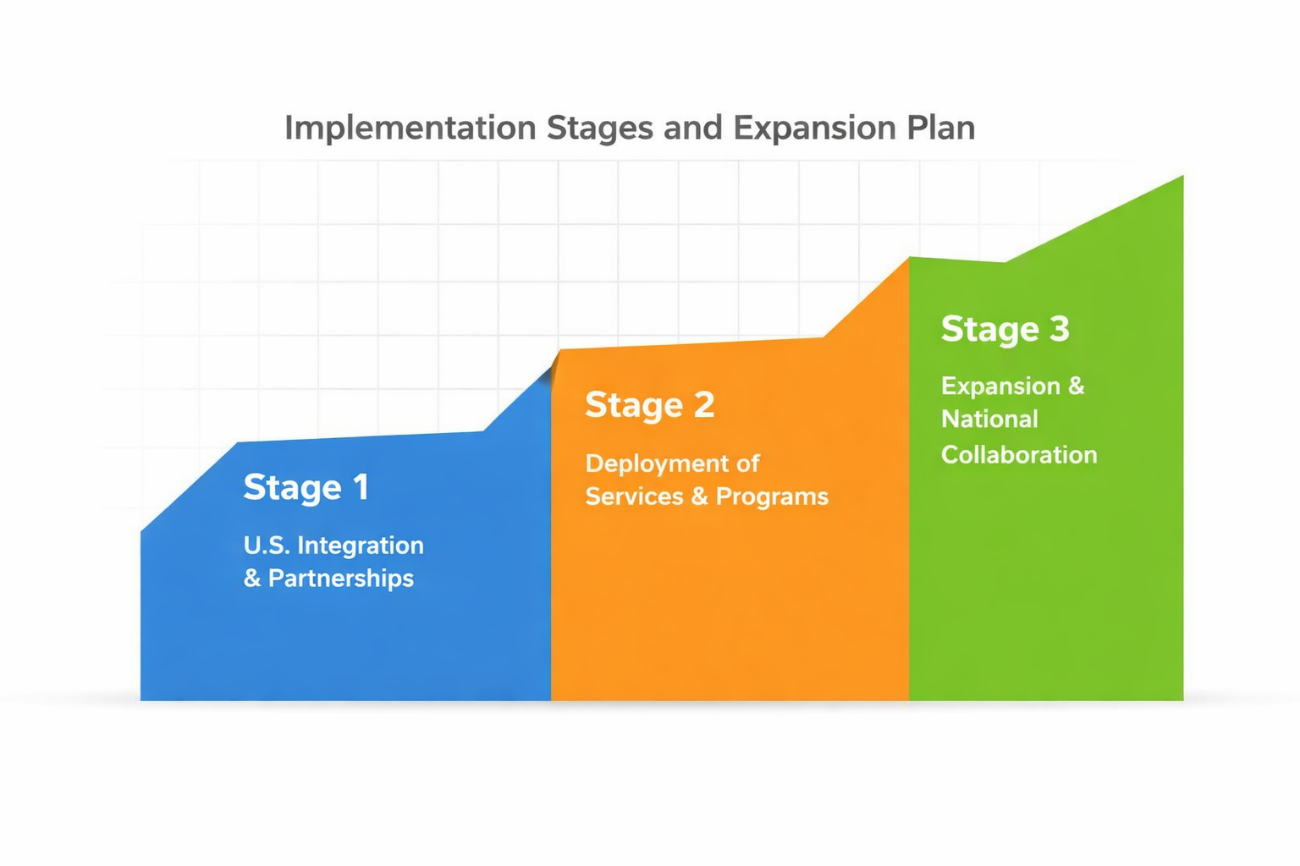 Implementation Stages and Expansion Plan
Stage 1
U.S. Integration
& Partnerships
Stage 2
Deployment of
Services & Programs
Stage 3
Expansion &
National
Collaboration